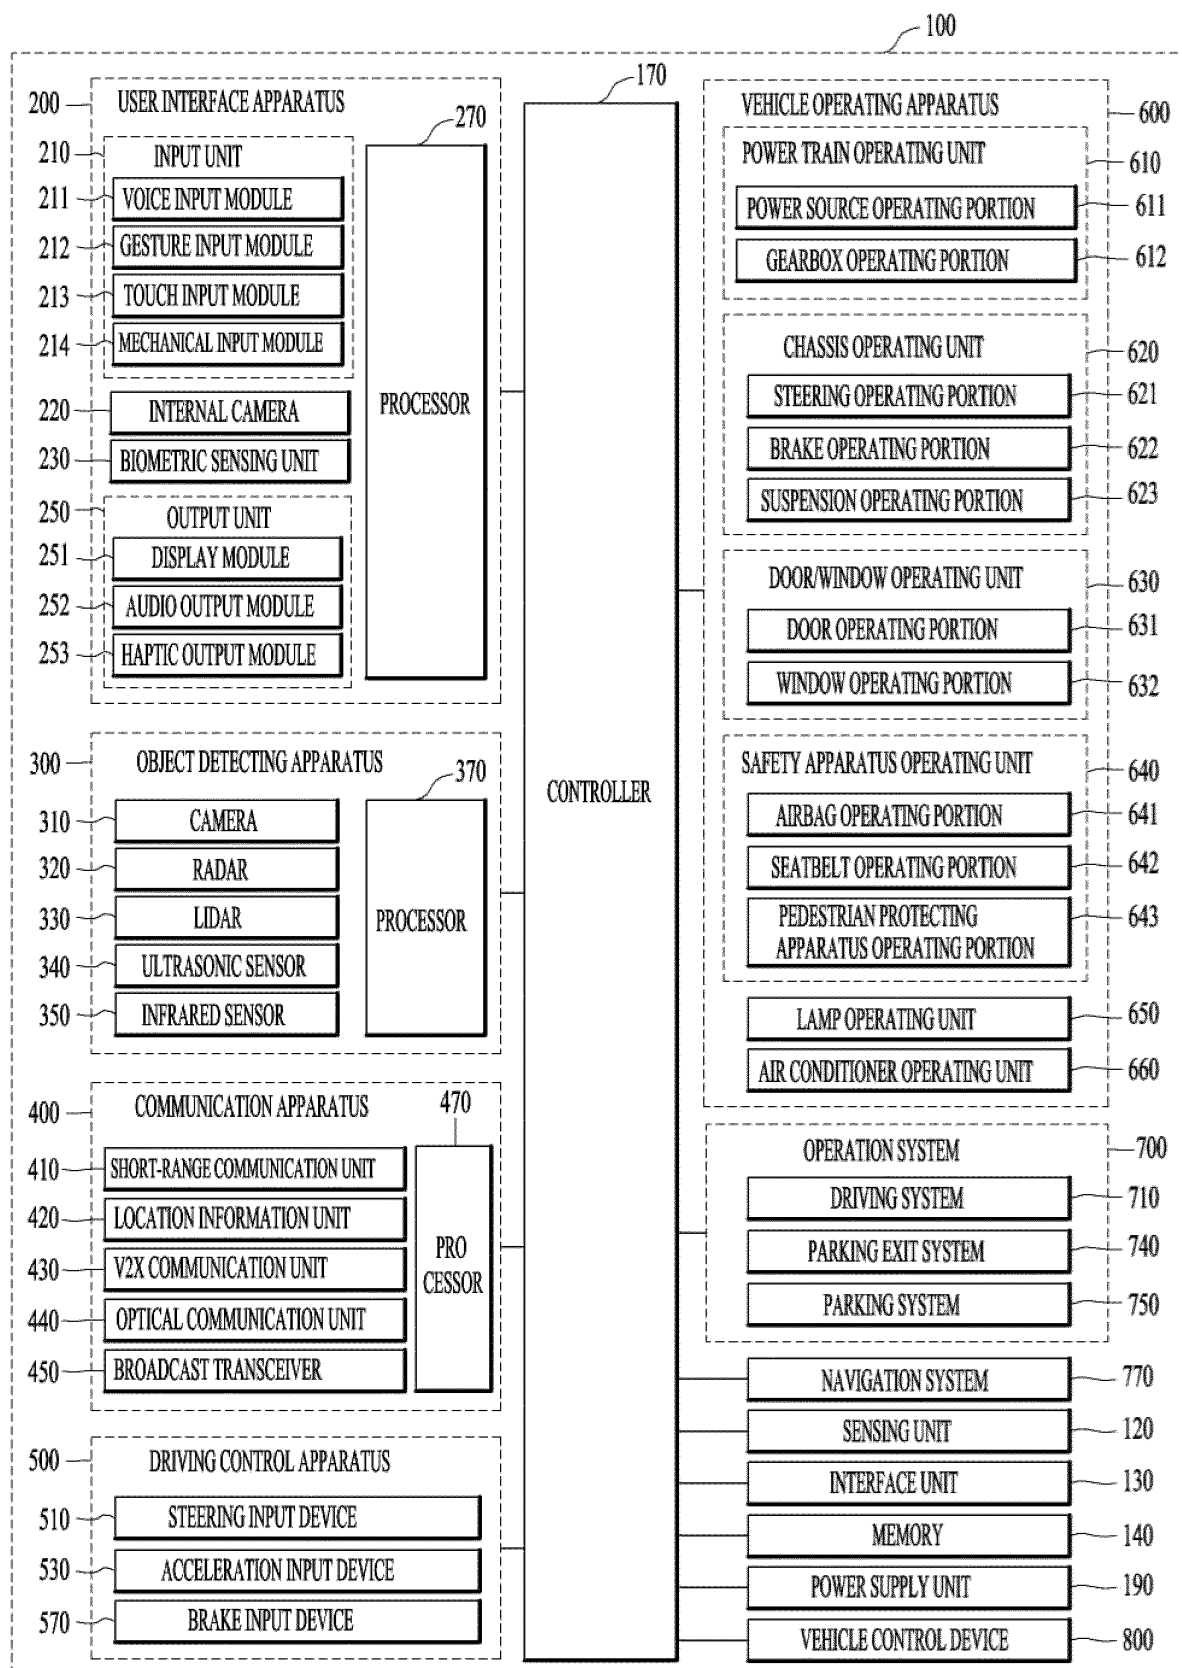 100
200
USER INTERFACE APPARATUS
270
210
INPUT UNIT
211
VOICE INPUT MODULE
212
GESTURE INPUT MODULE
213
TOUCH INPUT MODULE
214
MECHANICAL INPUT MODULE
220
INTERNAL CAMERA
230
BIOMETRIC SENSING UNIT
250
OUTPUT UNIT
251
DISPLAY MODULE
252
AUDIO OUTPUT MODULE
253
HAPTIC OUTPUT MODULE
PROCESSOR
300
OBJECT DETECTING APPARATUS
370
310
CAMERA
320
RADAR
330
LIDAR
340
ULTRASONIC SENSOR
350
INFRARED SENSOR
PROCESSOR
400
COMMUNICATION APPARATUS
470
410
SHORT-RANGE COMMUNICATION UNIT
420
LOCATION INFORMATION UNIT
430
V2X COMMUNICATION UNIT
440
OPTICAL COMMUNICATION UNIT
450
BROADCAST TRANSCEIVER
PRO
CESSOR
500
DRIVING CONTROL APPARATUS
510
STEERING INPUT DEVICE
530
ACCELERATION INPUT DEVICE
570
BRAKE INPUT DEVICE
170
CONTROLLER
VEHICLE OPERATING APPARATUS
600
POWER TRAIN OPERATING UNIT
610
POWER SOURCE OPERATING PORTION
611
GEARBOX OPERATING PORTION
612
CHASSIS OPERATING UNIT
620
STEERING OPERATING PORTION
621
BRAKE OPERATING PORTION
622
SUSPENSION OPERATING PORTION
623
DOOR/WINDOW OPERATING UNIT
630
DOOR OPERATING PORTION
631
WINDOW OPERATING PORTION
632
SAFETY APPARATUS OPERATING UNIT
640
AIRBAG OPERATING PORTION
641
SEATBELT OPERATING PORTION
642
PEDESTRIAN PROTECTING
APPARATUS OPERATING PORTION
643
LAMP OPERATING UNIT
650
AIR CONDITIONER OPERATING UNIT
660
OPERATION SYSTEM
700
DRIVING SYSTEM
710
PARKING EXIT SYSTEM
740
PARKING SYSTEM
750
NAVIGATION SYSTEM
770
SENSING UNIT
120
INTERFACE UNIT
130
MEMORY
140
POWER SUPPLY UNIT
190
VEHICLE CONTROL DEVICE
800